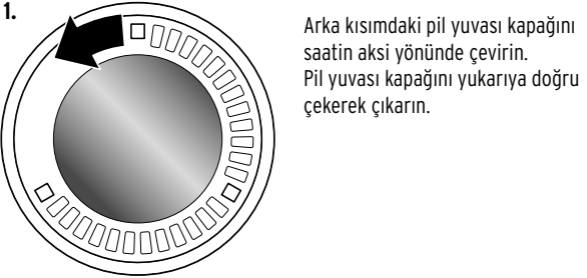 1.
Arka kısımdaki pil yuvası kapağını
saatin aksi yönünde çevirin.
Pil yuvası kapağını yukarıya doğru
çekerek çıkarın.